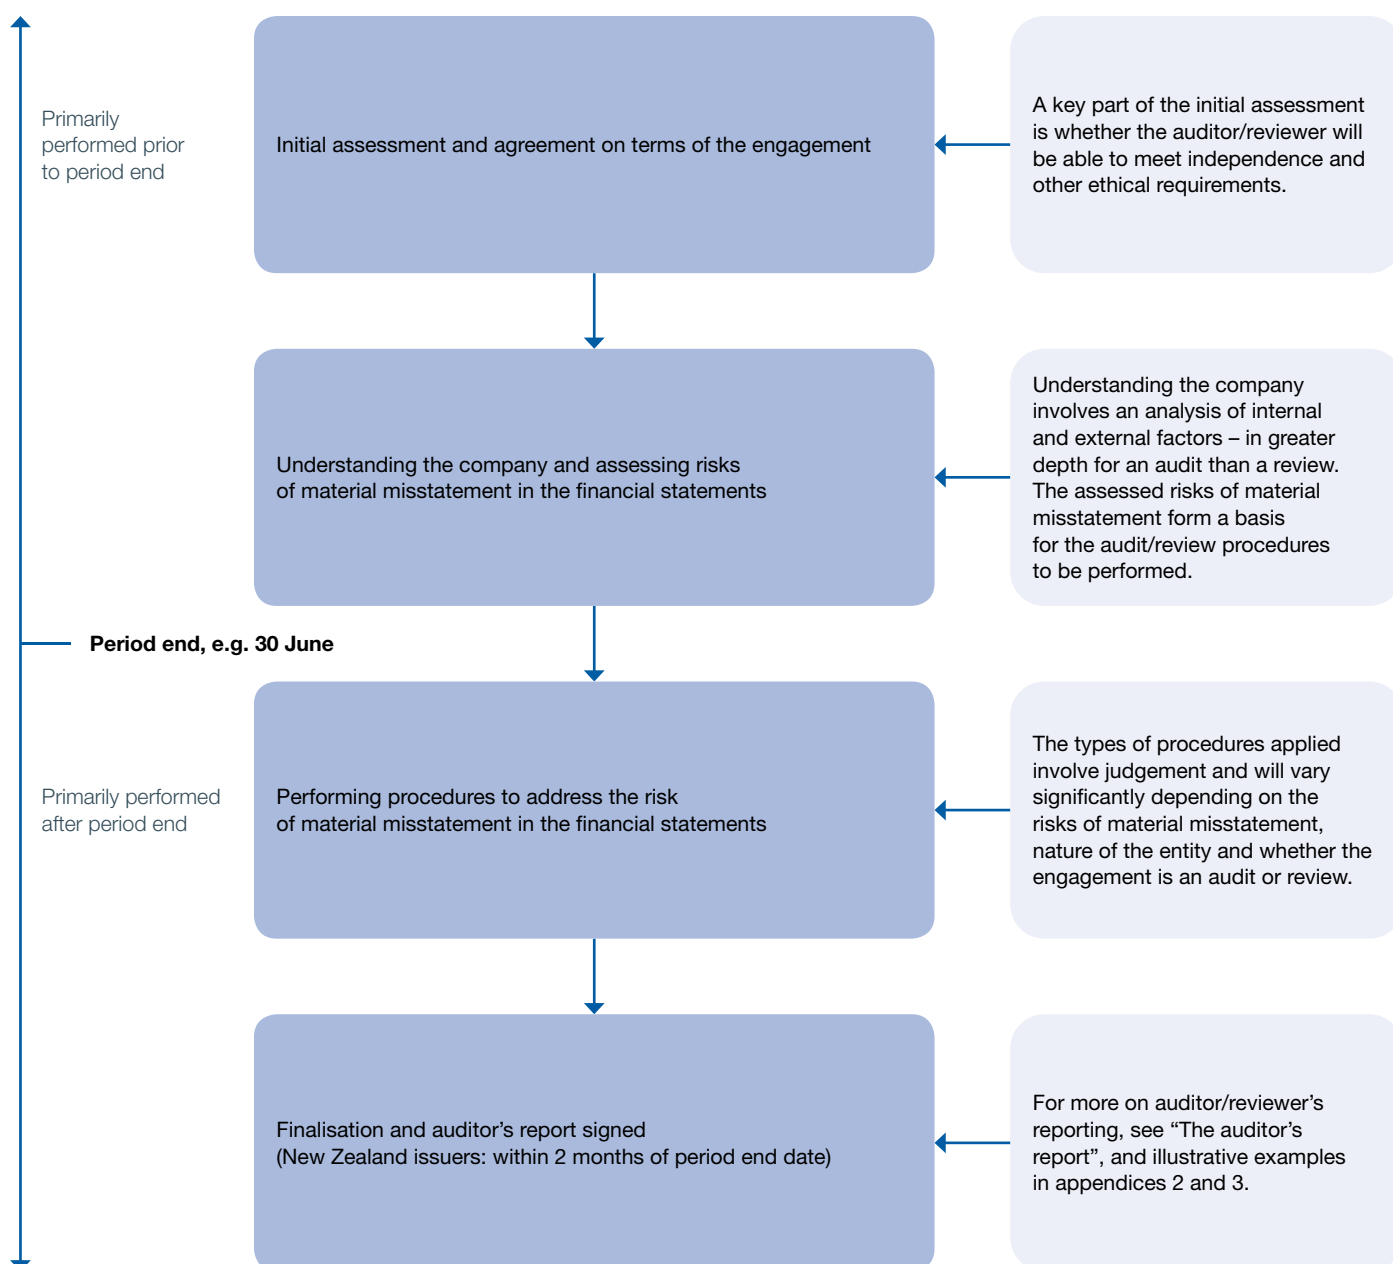 Primarily
performed prior
to period end
Initial assessment and agreement on terms of the engagement
A key part of the initial assessment
is whether the auditor/reviewer will
be able to meet independence and
other ethical requirements.
Understanding the company and assessing risks
of material misstatement in the financial statements
Understanding the company
involves an analysis of internal
and external factors – in greater
depth for an audit than a review.
The assessed risks of material
misstatement form a basis
for the audit/review procedures
to be performed.
Period end, e.g. 30 June
Primarily performed
after period end
Performing procedures to address the risk
of material misstatement in the financial statements
The types of procedures applied
involve judgement and will vary
significantly depending on the
risks of material misstatement,
nature of the entity and whether the
engagement is an audit or review.
Finalisation and auditor’s report signed
(New Zealand issuers: within 2 months of period end date)
For more on auditor/reviewer’s
reporting, see “The auditor’s
report”, and illustrative examples
in appendices 2 and 3.